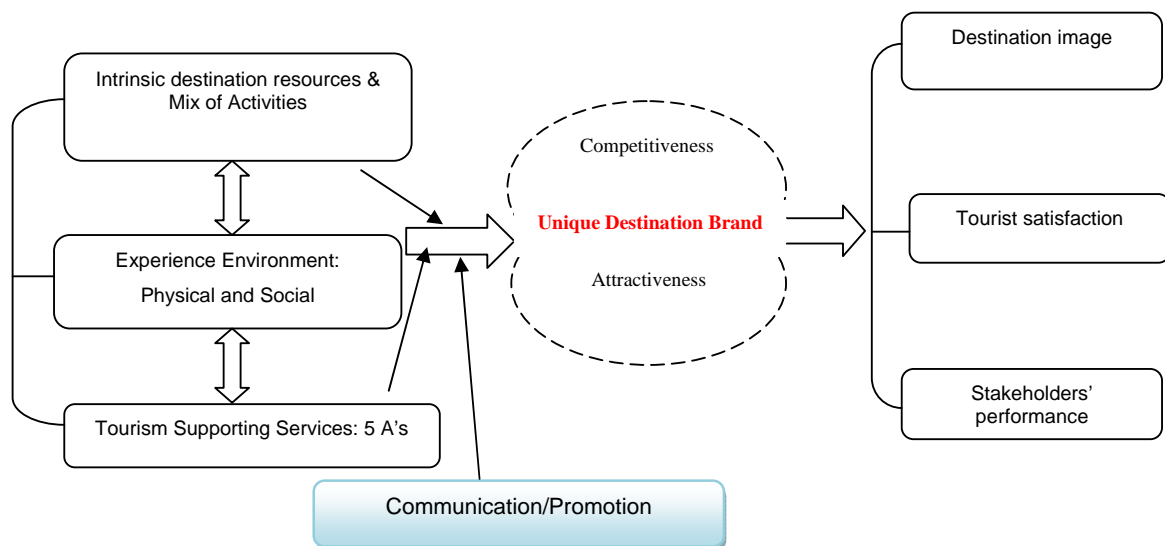 Intrinsic destination resources &
Mix of Activities
Experience Environment:
Physical and Social
Tourism Supporting Services: 5 A's
Communication/Promotion
Competitiveness
Unique Destination Brand
Attractiveness
Destination image
Tourist satisfaction
Stakeholders'
performance